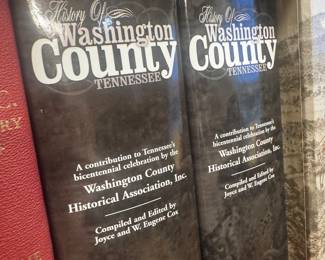 C.
RY
History Of
Washington
County
TENNESSEE
A contribution to Tennessee's
bicentennial celebration by the
Washington County
Historical Association, Inc.
Compiled and Edited by
Joyce and W. Eugene Cox
History Of
Washington
County
TENNESSEE
A contribution to Tennessee's
bicentennial celebration by the
Washington County
Historical Association, Inc.
Compiled and Edited by
Joyce and W. Eugene Cox